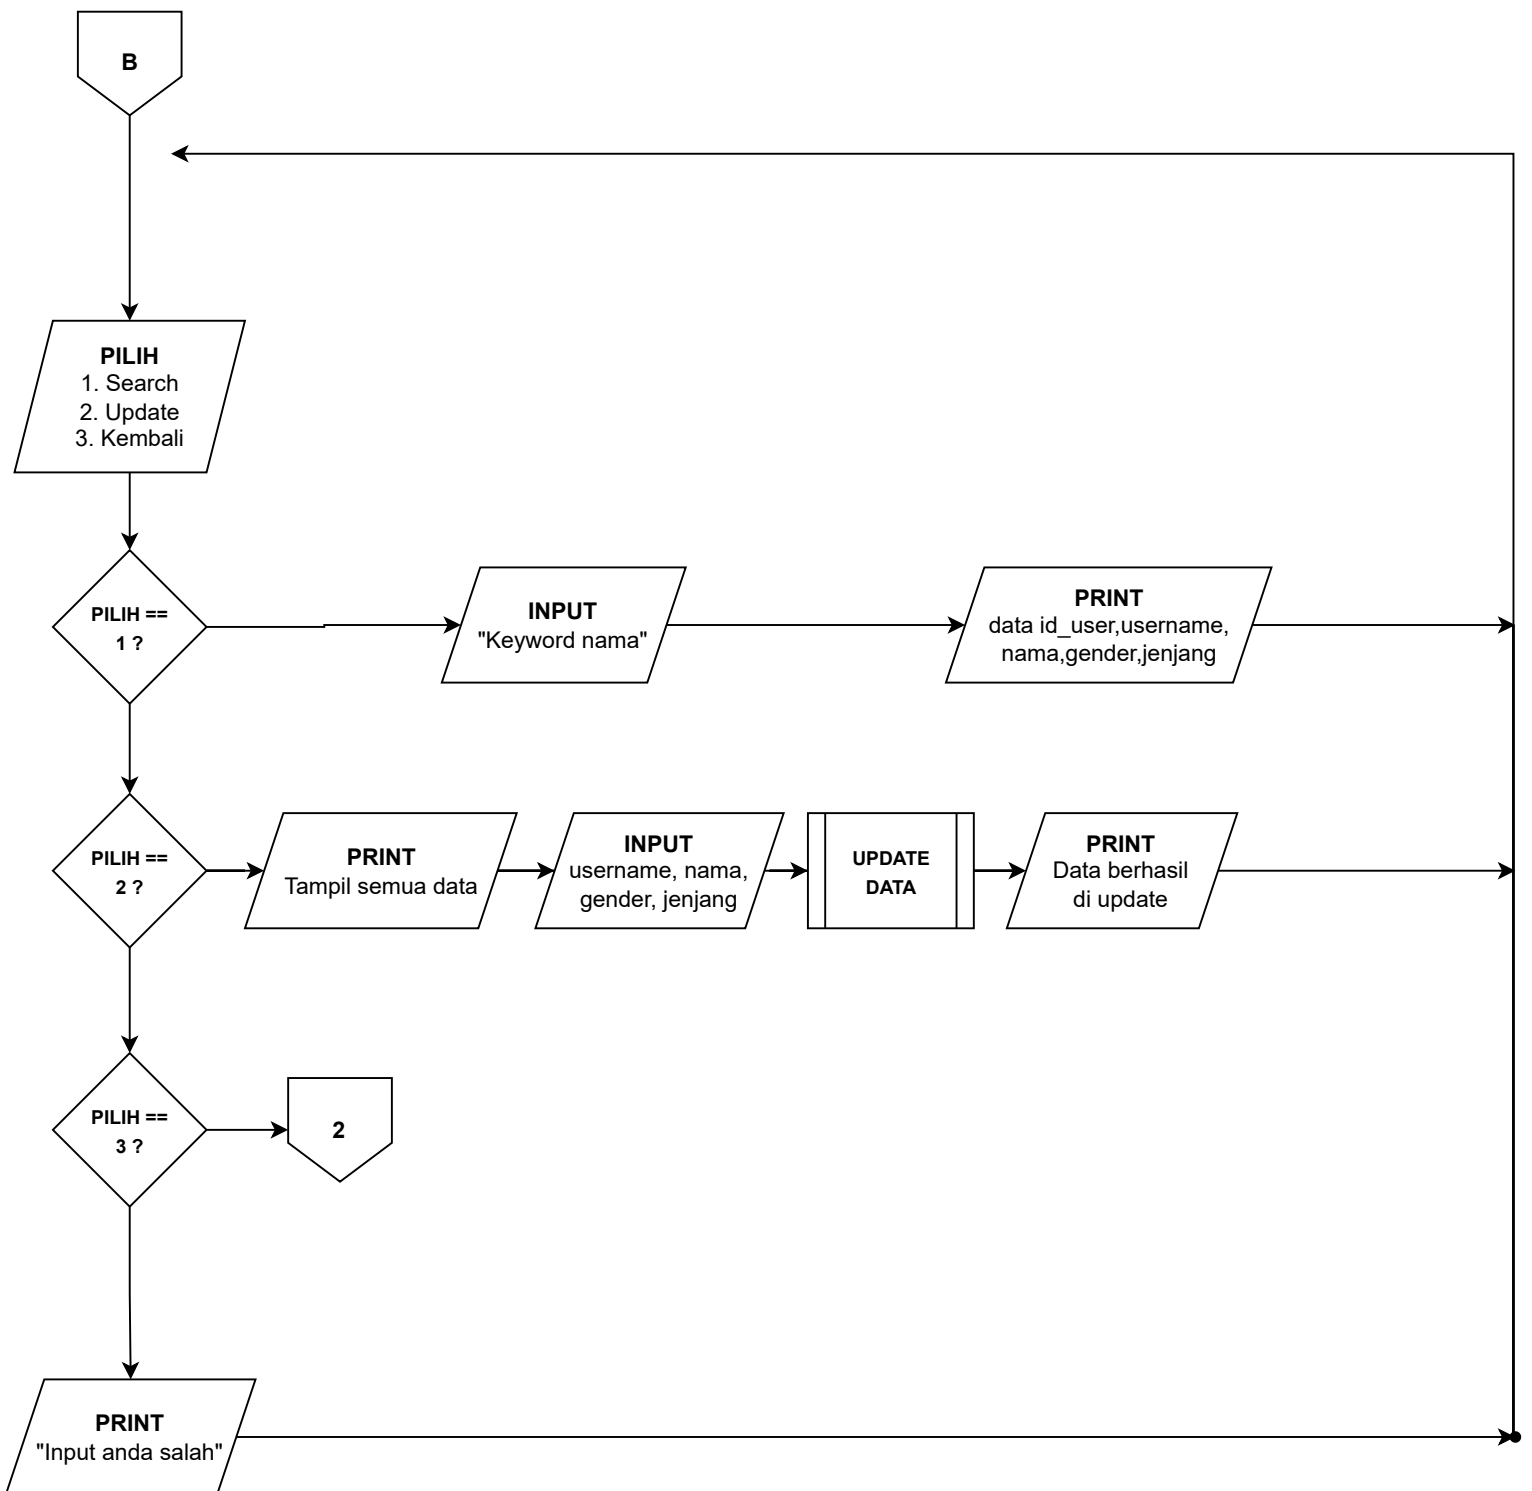 B
PILIH
1. Search
2. Update
3. Kembali
PILIH ==
1 ?
INPUT
"Keyword nama"
PRINT
data id_user,username,
nama,gender,jenjang
PILIH ==
2 ?
PRINT
Tampil semua data
INPUT
username, nama,
gender, jenjang
UPDATE
DATA
PRINT
Data berhasil
di update
PILIH ==
3 ?
2
PRINT
"Input anda salah"